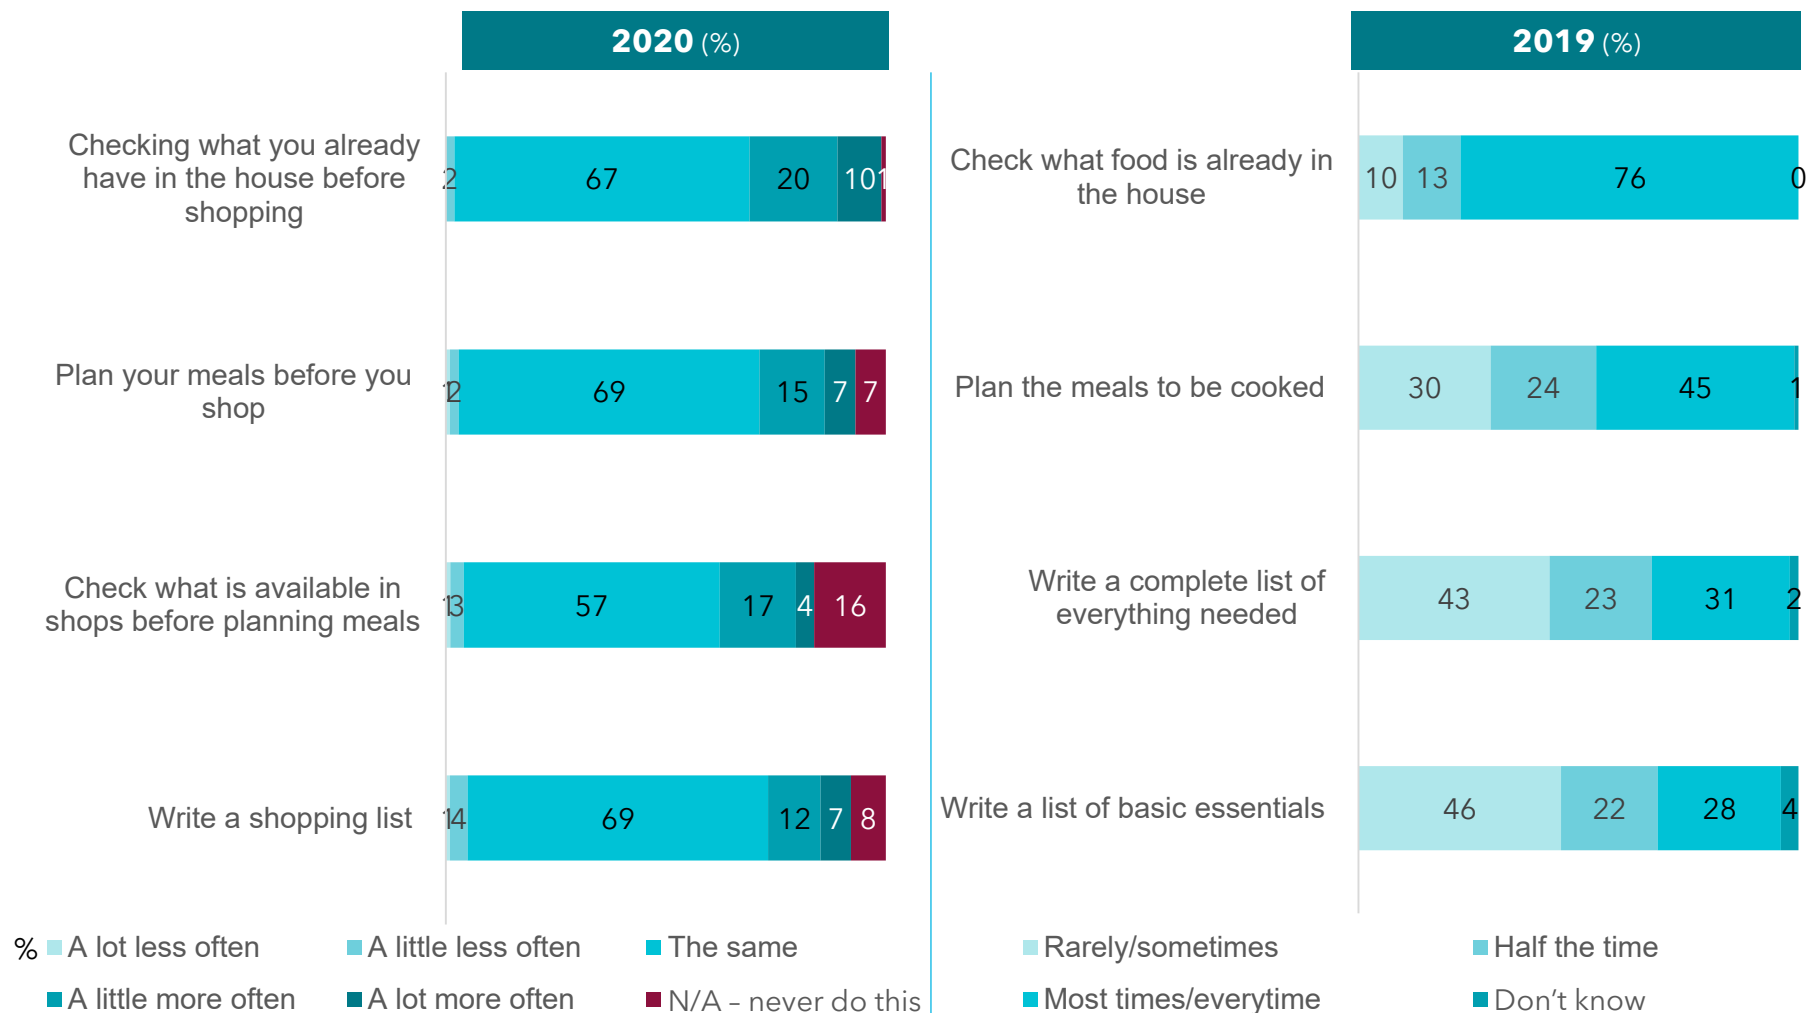 2020 (%)
Checking what you already
have in the house before
shopping
2
67
20
10
1
Plan your meals before you
shop
1
2
69
15
7
7
Check what is available in
shops before planning meals
1
3
57
17
4
16
Write a shopping list
1
4
69
12
7
8
% A lot less often
A little less often
The same
A little more often
A lot more often
N/A – never do this
2019 (%)
Check what food is already in
the house
10
13
76
0
Plan the meals to be cooked
30
24
45
1
Write a complete list of
everything needed
43
23
31
2
Write a list of basic essentials
46
22
28
4
Rarely/sometimes
Half the time
Most times/everytime
Don't know